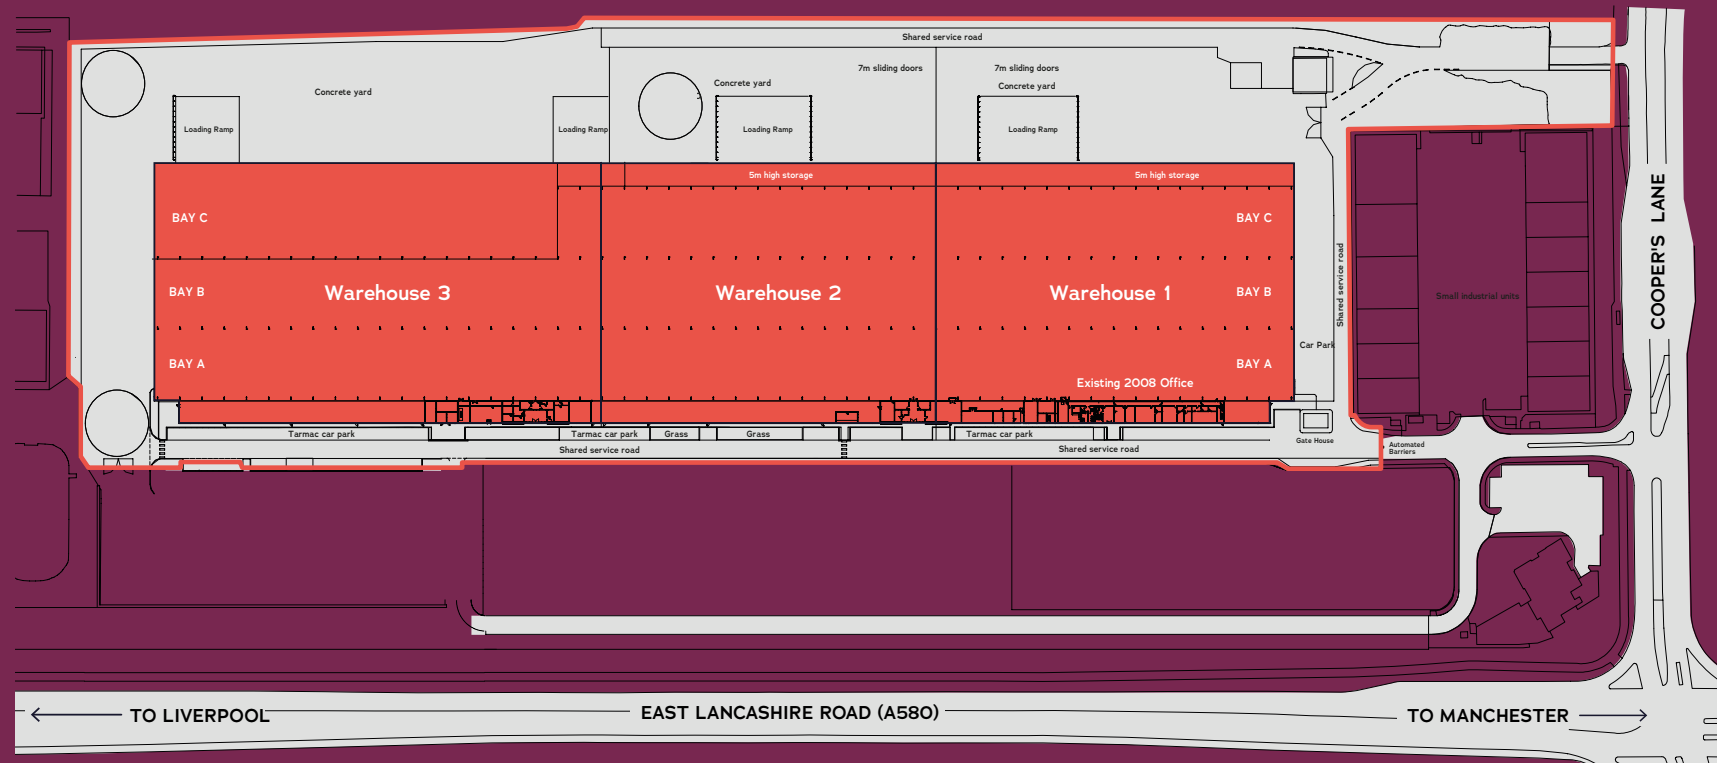 Shared service road
7m sliding doors
7m sliding doors
Concrete yard
Concrete yard
Concrete yard
Loading Ramp
Loading Ramp
Loading Ramp
Loading Ramp
5m high storage
5m high storage
BAY C
BAY C
COOPER'S LANE
Shared service road
BAY B
Warehouse 3
Warehouse 2
Warehouse 1
BAY B
Small industrial units
Car Park
BAY A
BAY A
Existing 2008 Office
Tarmac car park
Tarmac car park
Grass
Grass
Tarmac car park
Gate House
Automated
Barriers
Shared service road
Shared service road
TO LIVERPOOL
EAST LANCASHIRE ROAD (A580)
TO MANCHESTER